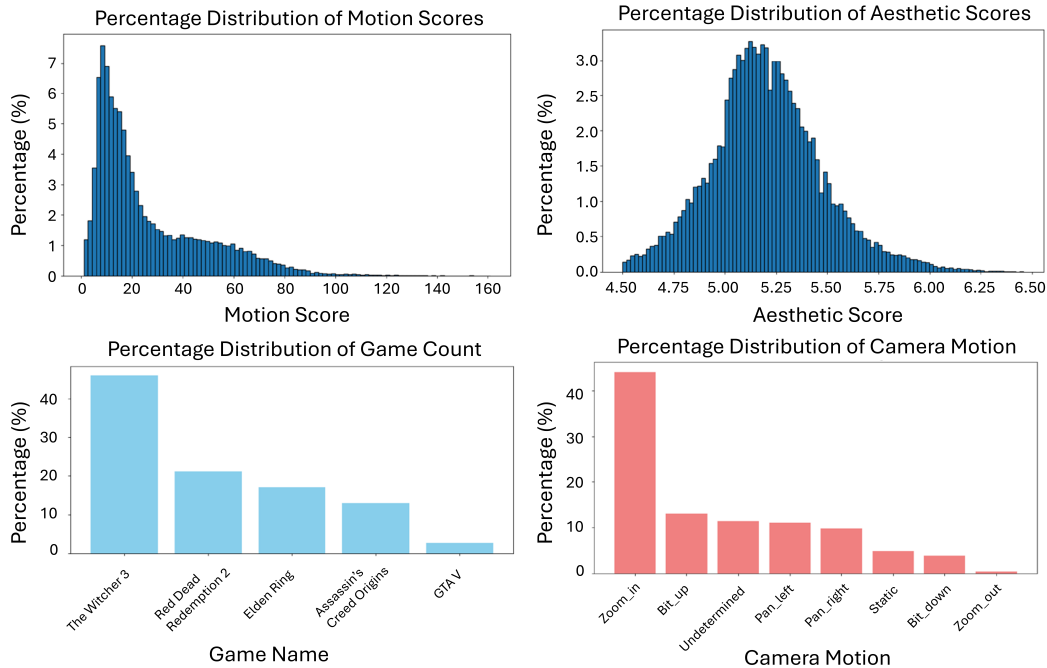 Percentage Distribution of Motion Scores
Percentage (%)
7
6
5
4
3
2
1
0
0 20 40 60 80 100 120 140 160
Motion Score
Percentage Distribution of Aesthetic Scores
Percentage (%)
3.0
2.5
2.0
1.5
1.0
0.5
0.0
4.50 4.75 5.00 5.25 5.50 5.75 6.00 6.25 6.50
Aesthetic Score
Percentage Distribution of Game Count
Percentage (%)
40
30
20
10
0
The Witcher 3
Red Dead
Redemption 2
Elden Ring
Assassin's
Creed Origins
GTA V
Game Name
Percentage Distribution of Camera Motion
Percentage (%)
40
30
20
10
0
Zoom_in
Bit_up
Undetermined
Pan_left
Pan_right
Static
Bit_down
Zoom_out
Camera Motion